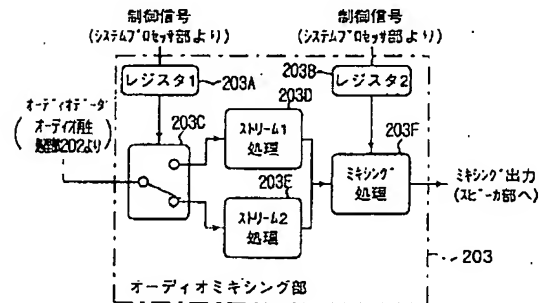 制御信号
(システムプロセッサ部より)
制御信号
(システムプロセッサ部より)
レジスタ1
203A
203B
レジスタ2
オーディオデータ
(オーディオ再生
処理部202より)
203C
203D
ストリーム1
処理
203F
ミキシング
処理
ミキシング出力
(スピーカ部へ)
203E
ストリーム2
処理
203
オーディオミキシング部